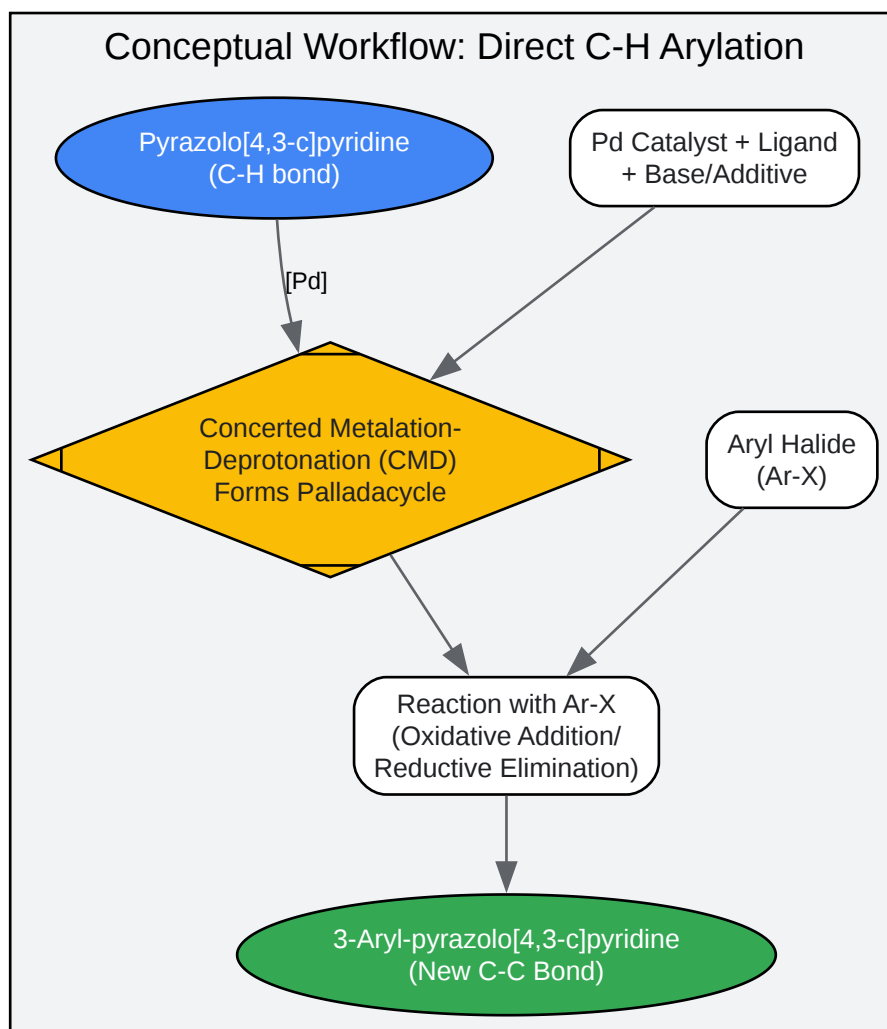 Conceptual Workflow: Direct C-H Arylation
Pyrazolo[4,3-c]pyridine
(C-H bond)
Pd Catalyst + Ligand
+ Base/Additive
[Pd]
Concerted Metalation-
Deprotonation (CMD)
Forms Palladacycle
Aryl Halide
(Ar-X)
Reaction with Ar-X
(Oxidative Addition/
Reductive Elimination)
3-Aryl-pyrazolo[4,3-c]pyridine
(New C-C Bond)